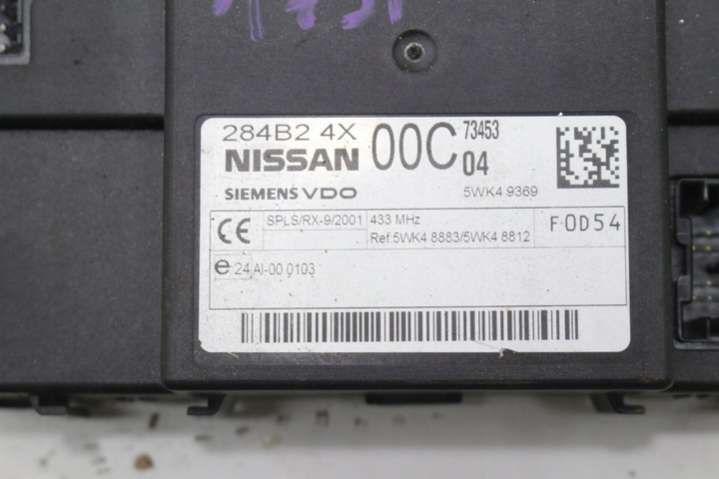 284B2 4X 00C 73453
NISSAN 04
SIEMENS VDO 5WK4 9369
CE SPLS/RX-9/2001 433 MHz F0D54
Ref.5WK4 8883/5WK4 8812
e 24 AI-00 0103